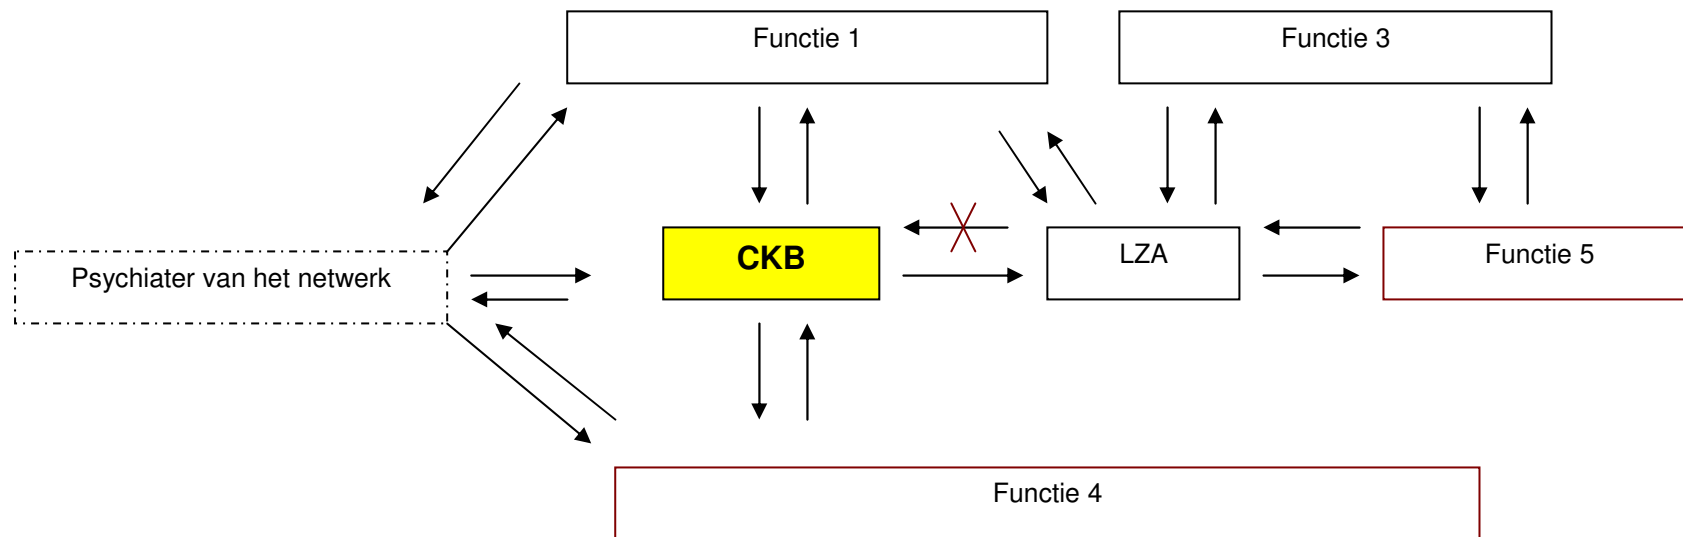 Functie 1
Functie 3
Psychiater van het netwerk
CKB
LZA
Functie 5
Functie 4